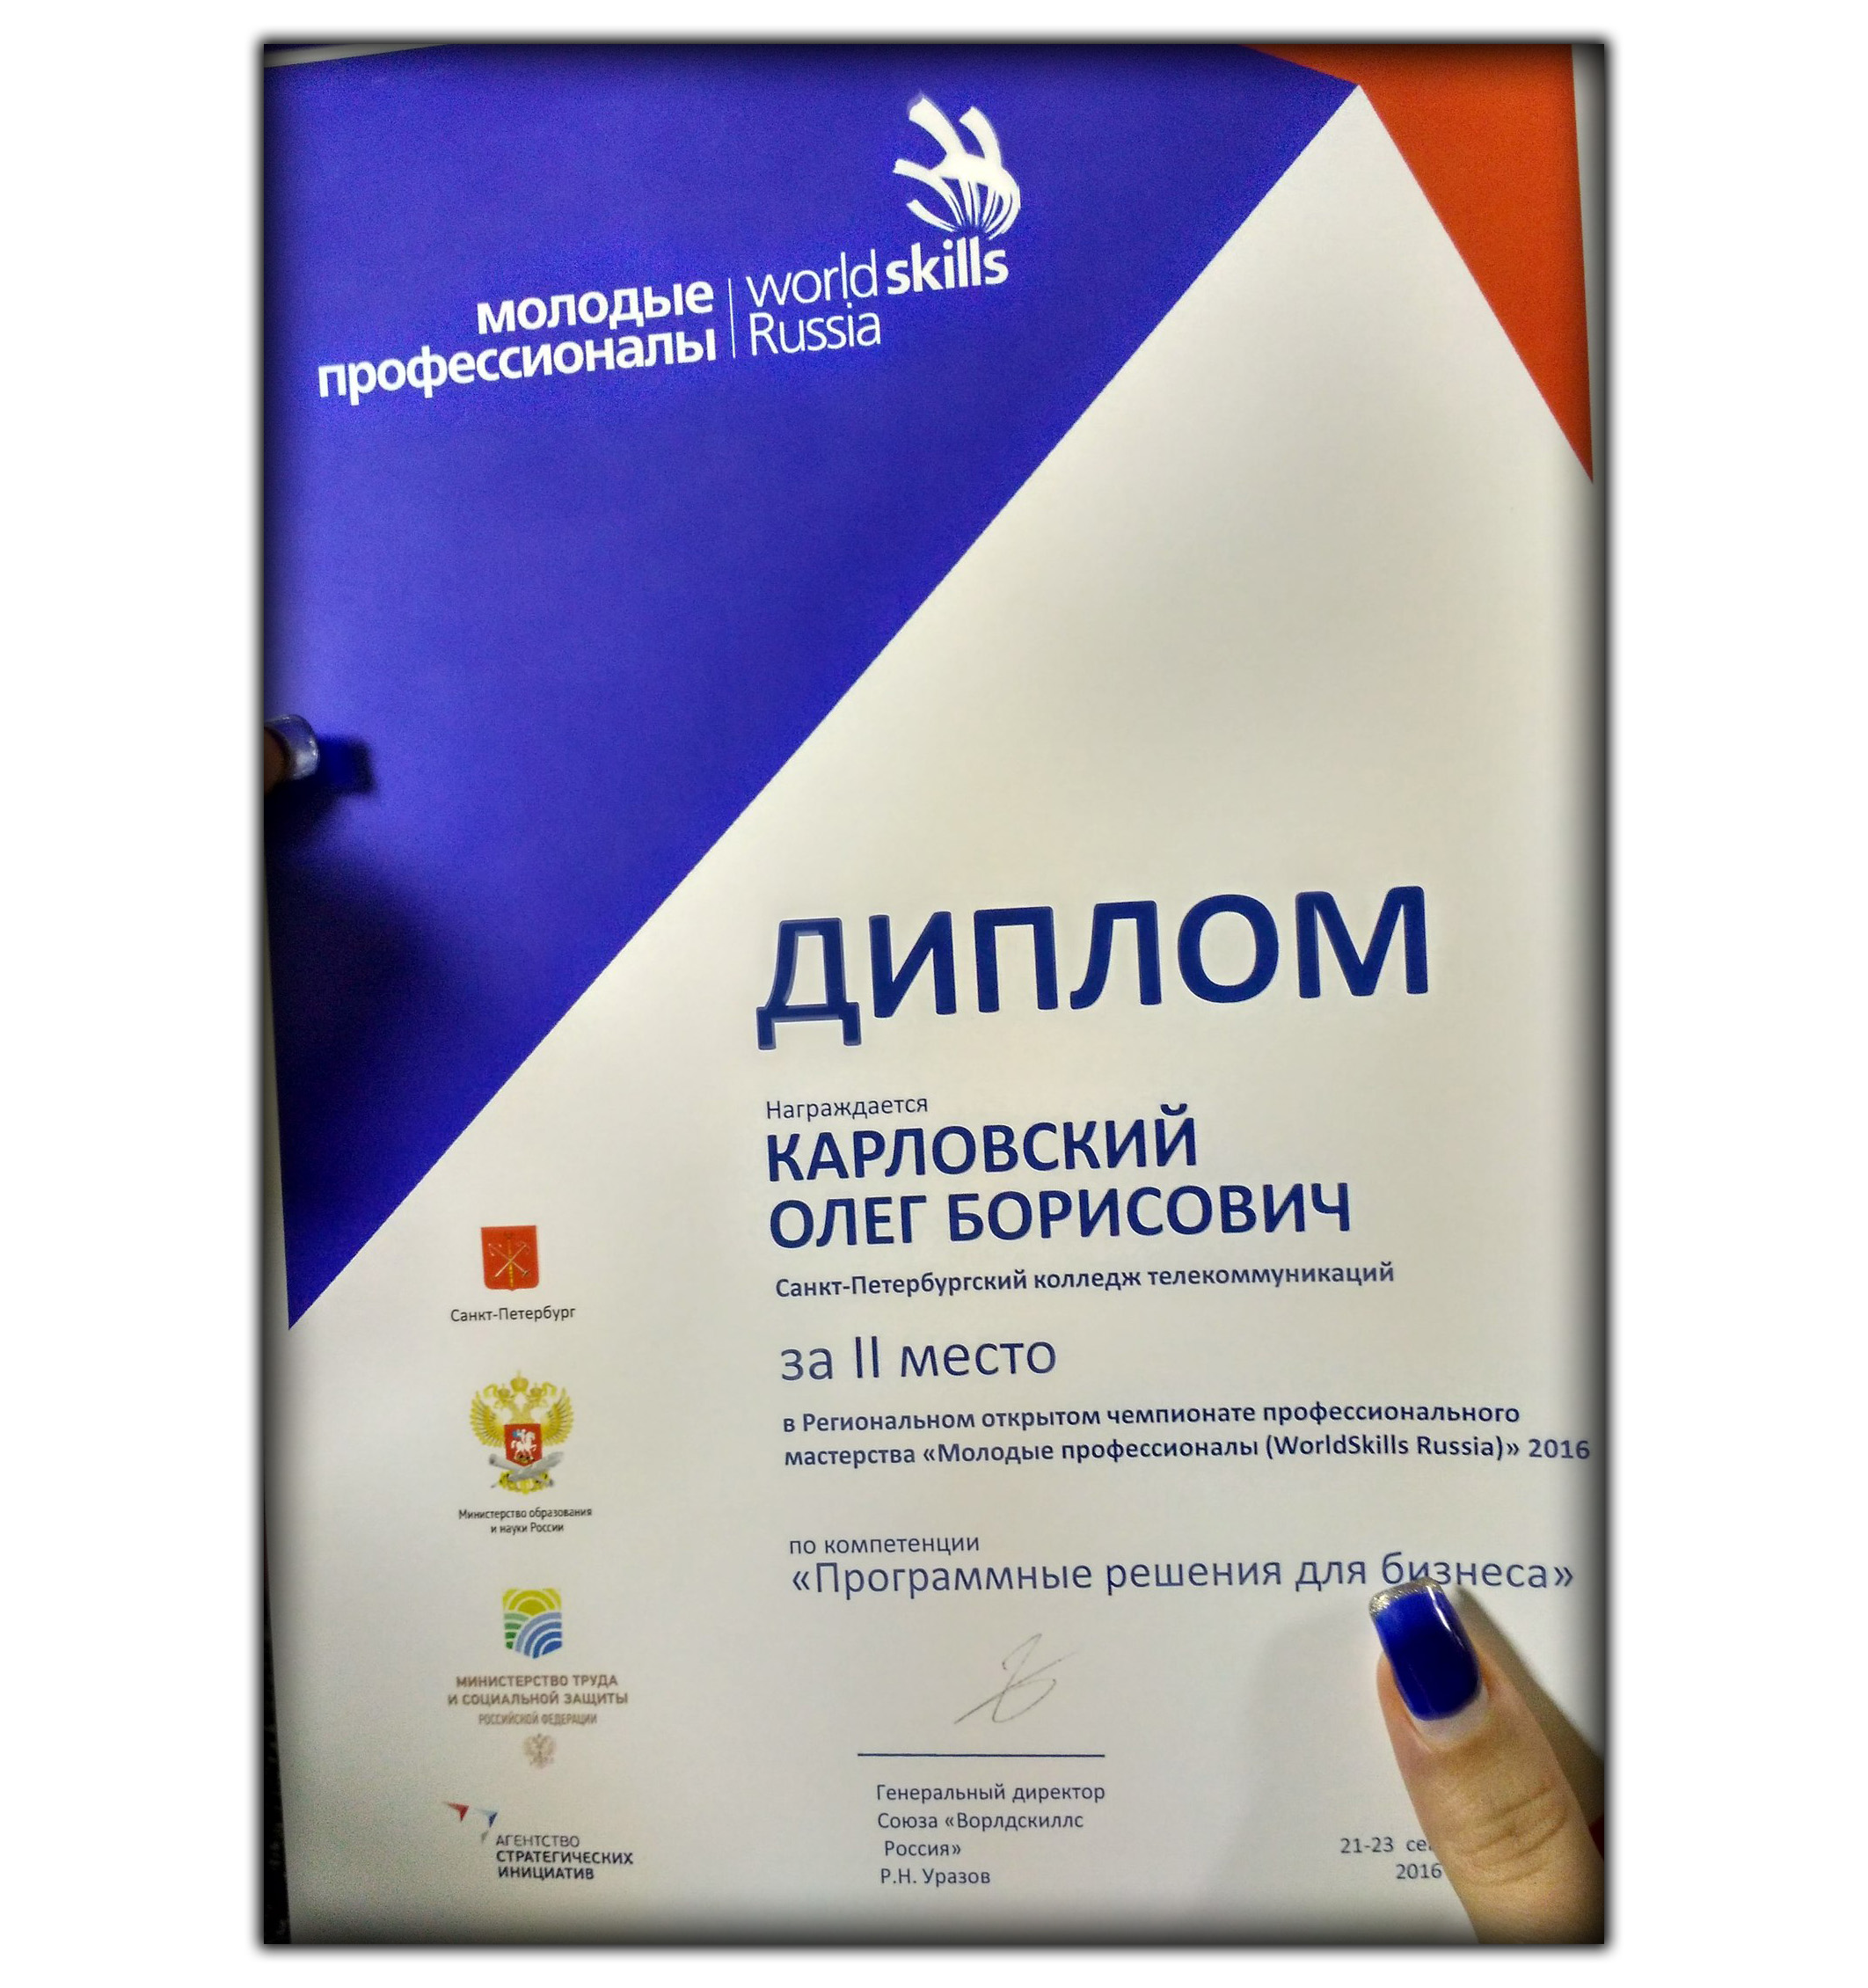 молодые
профессионалы
world skills
Russia
ДИПЛОМ
Награждается
КАРЛОВСКИЙ
ОЛЕГ БОРИСОВИЧ
Санкт-Петербургский колледж телекоммуникаций
за II место
в Региональном открытом чемпионате профессионального
мастерства «Молодые профессионалы (WorldSkills Russia)» 2016
по компетенции
«Программные решения для бизнеса»
Санкт-Петербург
Министерство образования
и науки России
МИНИСТЕРСТВО ТРУДА
И СОЦИАЛЬНОЙ ЗАЩИТЫ
РОССИЙСКОЙ ФЕДЕРАЦИИ
АГЕНТСТВО
СТРАТЕГИЧЕСКИХ
ИНИЦИАТИВ
Генеральный директор
Союза «Ворлдскиллс
Россия»
Р.Н. Уразов
21-23
2016